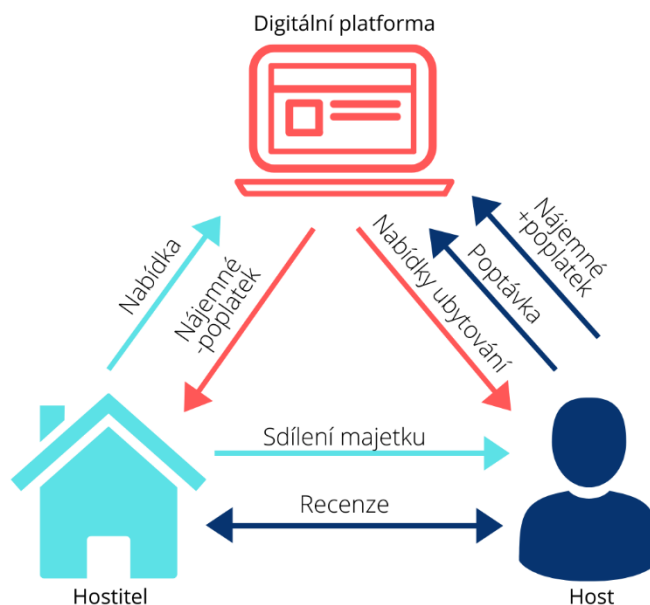 Digitální platforma
Nabídka
Nájemné
-poplatek
Nabídky ubytování
Poptávka
Nájemné
+poplatek
Sdílení majetku
Recenze
Hostitel
Host